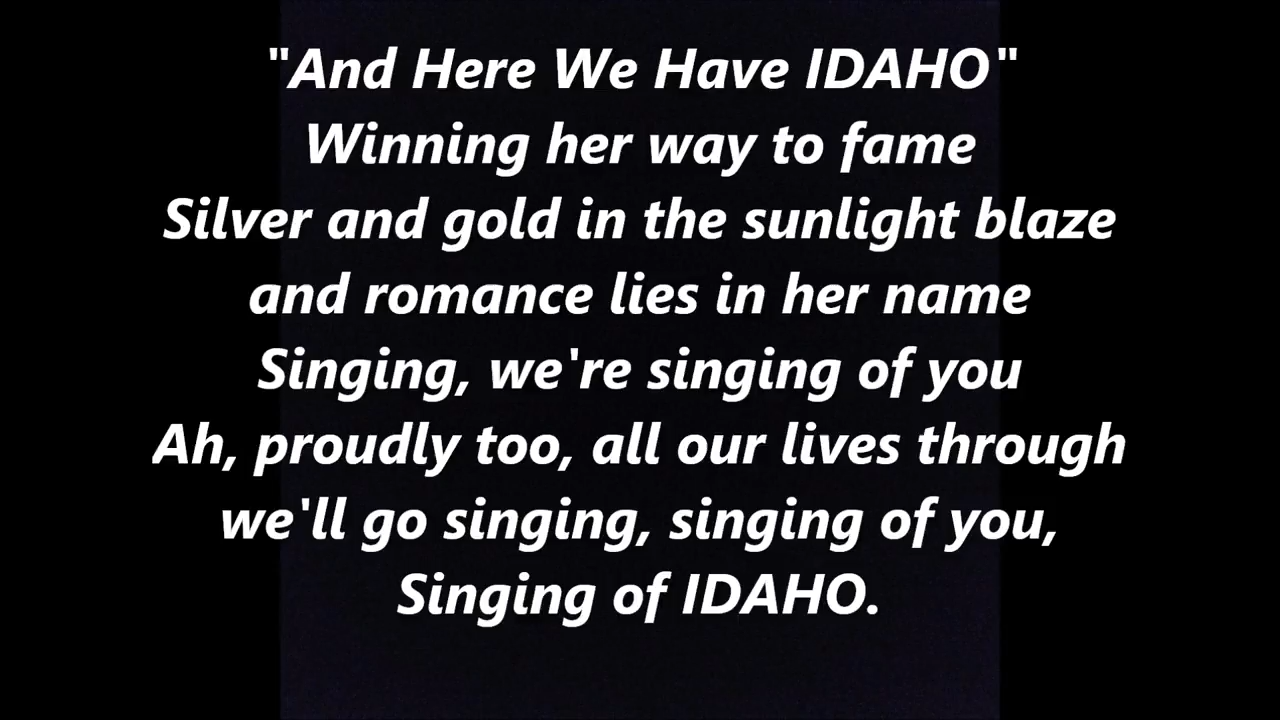 "And Here We Have IDAHO"
Winning her way to fame
Silver and gold in the sunlight blaze
and romance lies in her name
Singing, we're singing of you
Ah, proudly too, all our lives through
we'll go singing, singing of you,
Singing of IDAHO.